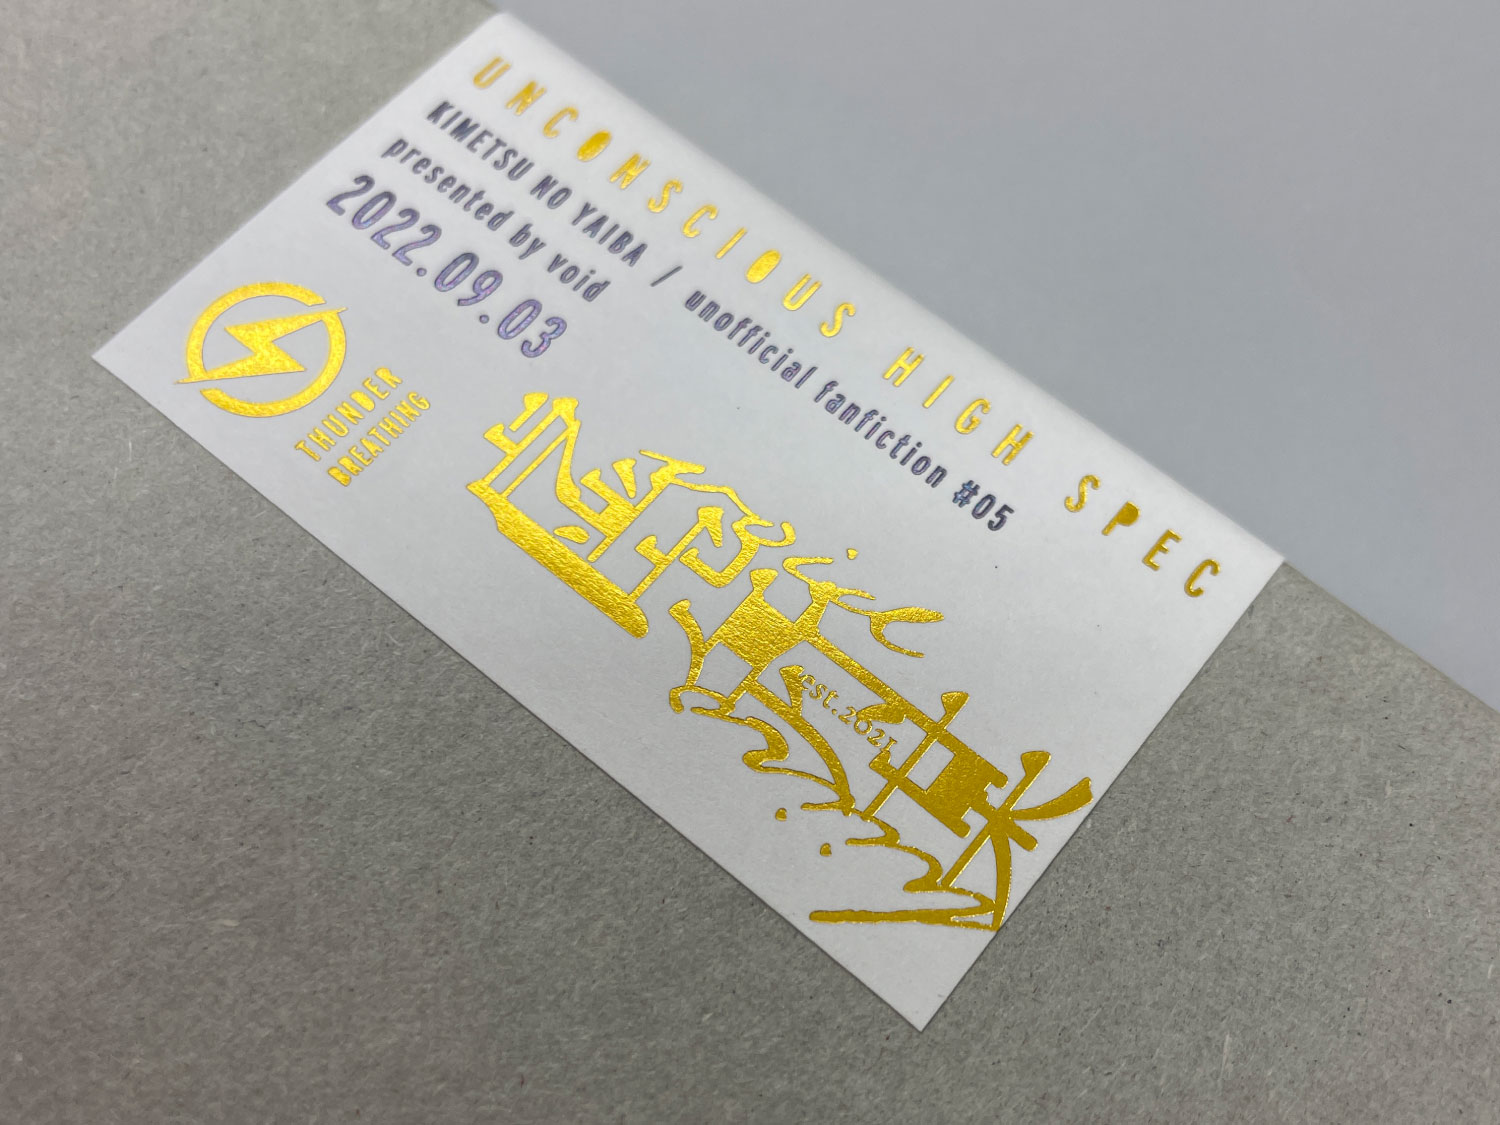 UNCONSCIOUS HIGH SPEC
KIMETSU NO YAIBA / unofficial fanfiction #05
presented by void
2022.09.03
THUNDER
BREATHING
est.2021